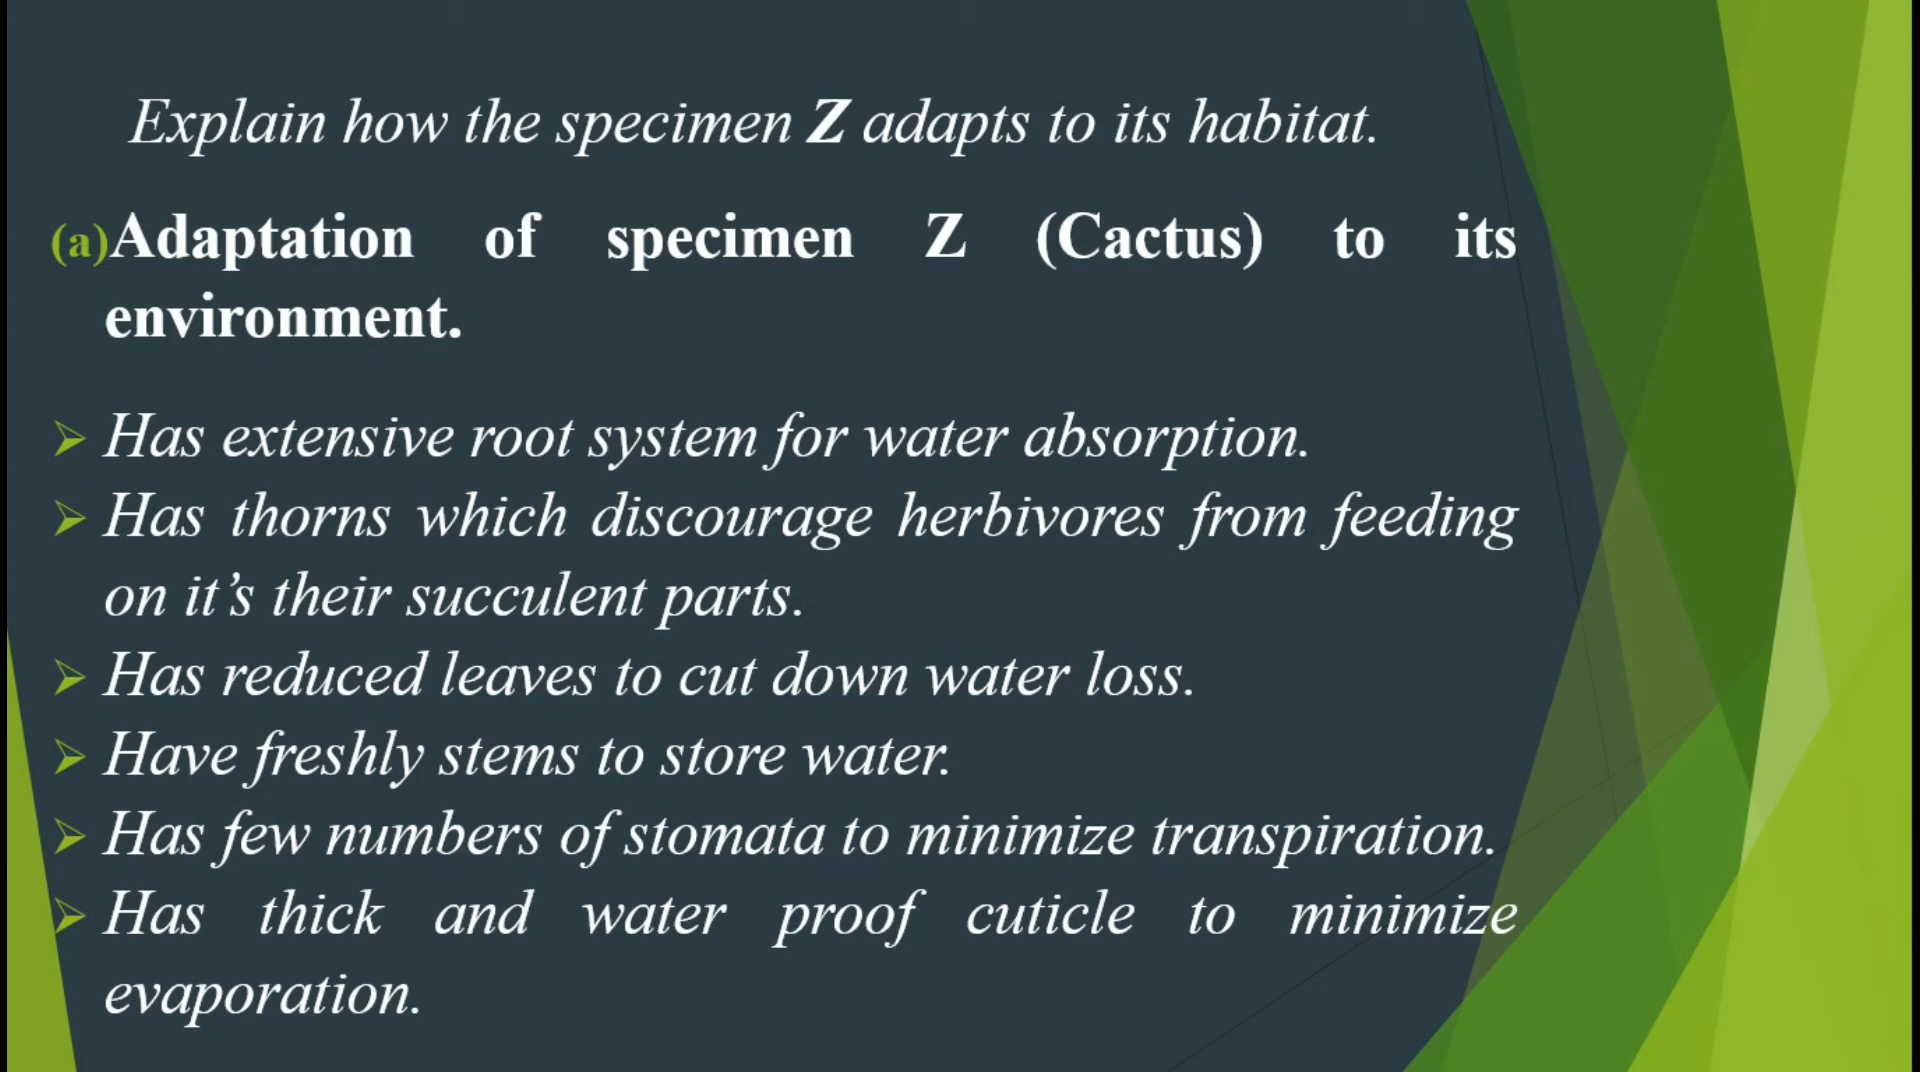 Explain how the specimen Z adapts to its habitat.
(a)Adaptation of specimen Z (Cactus) to its
environment.
➢ Has extensive root system for water absorption.
➢ Has thorns which discourage herbivores from feeding
on it’s their succulent parts.
➢ Has reduced leaves to cut down water loss.
➢ Have freshly stems to store water.
➢ Has few numbers of stomata to minimize transpiration.
➢ Has thick and water proof cuticle to minimize
evaporation.